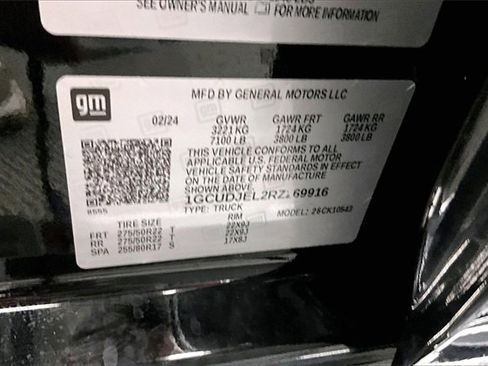 SEE OWNER'S MANUAL FOR MORE INFORMATION
gm
MFD BY GENERAL MOTORS LLC
02/24 GVWR GAWR FRT GAWR RR
3221 KG 1724 KG 1724 KG
7100 LB 3800 LB 3800 LB
THIS VEHICLE CONFORMS TO ALL
APPLICABLE U.S. FEDERAL MOTOR
VEHICLE SAFETY STANDARDS IN EFFECT
ON THE DATE OF MANUFACTURE
SHOWN ABOVE.
TYPE: TRUCK MODEL:
TIRE SIZE RIM
FRT 275/50R22 T 22X9J
RR 275/50R22 T 22X9J
SPA 255/80R17 S 17X8J